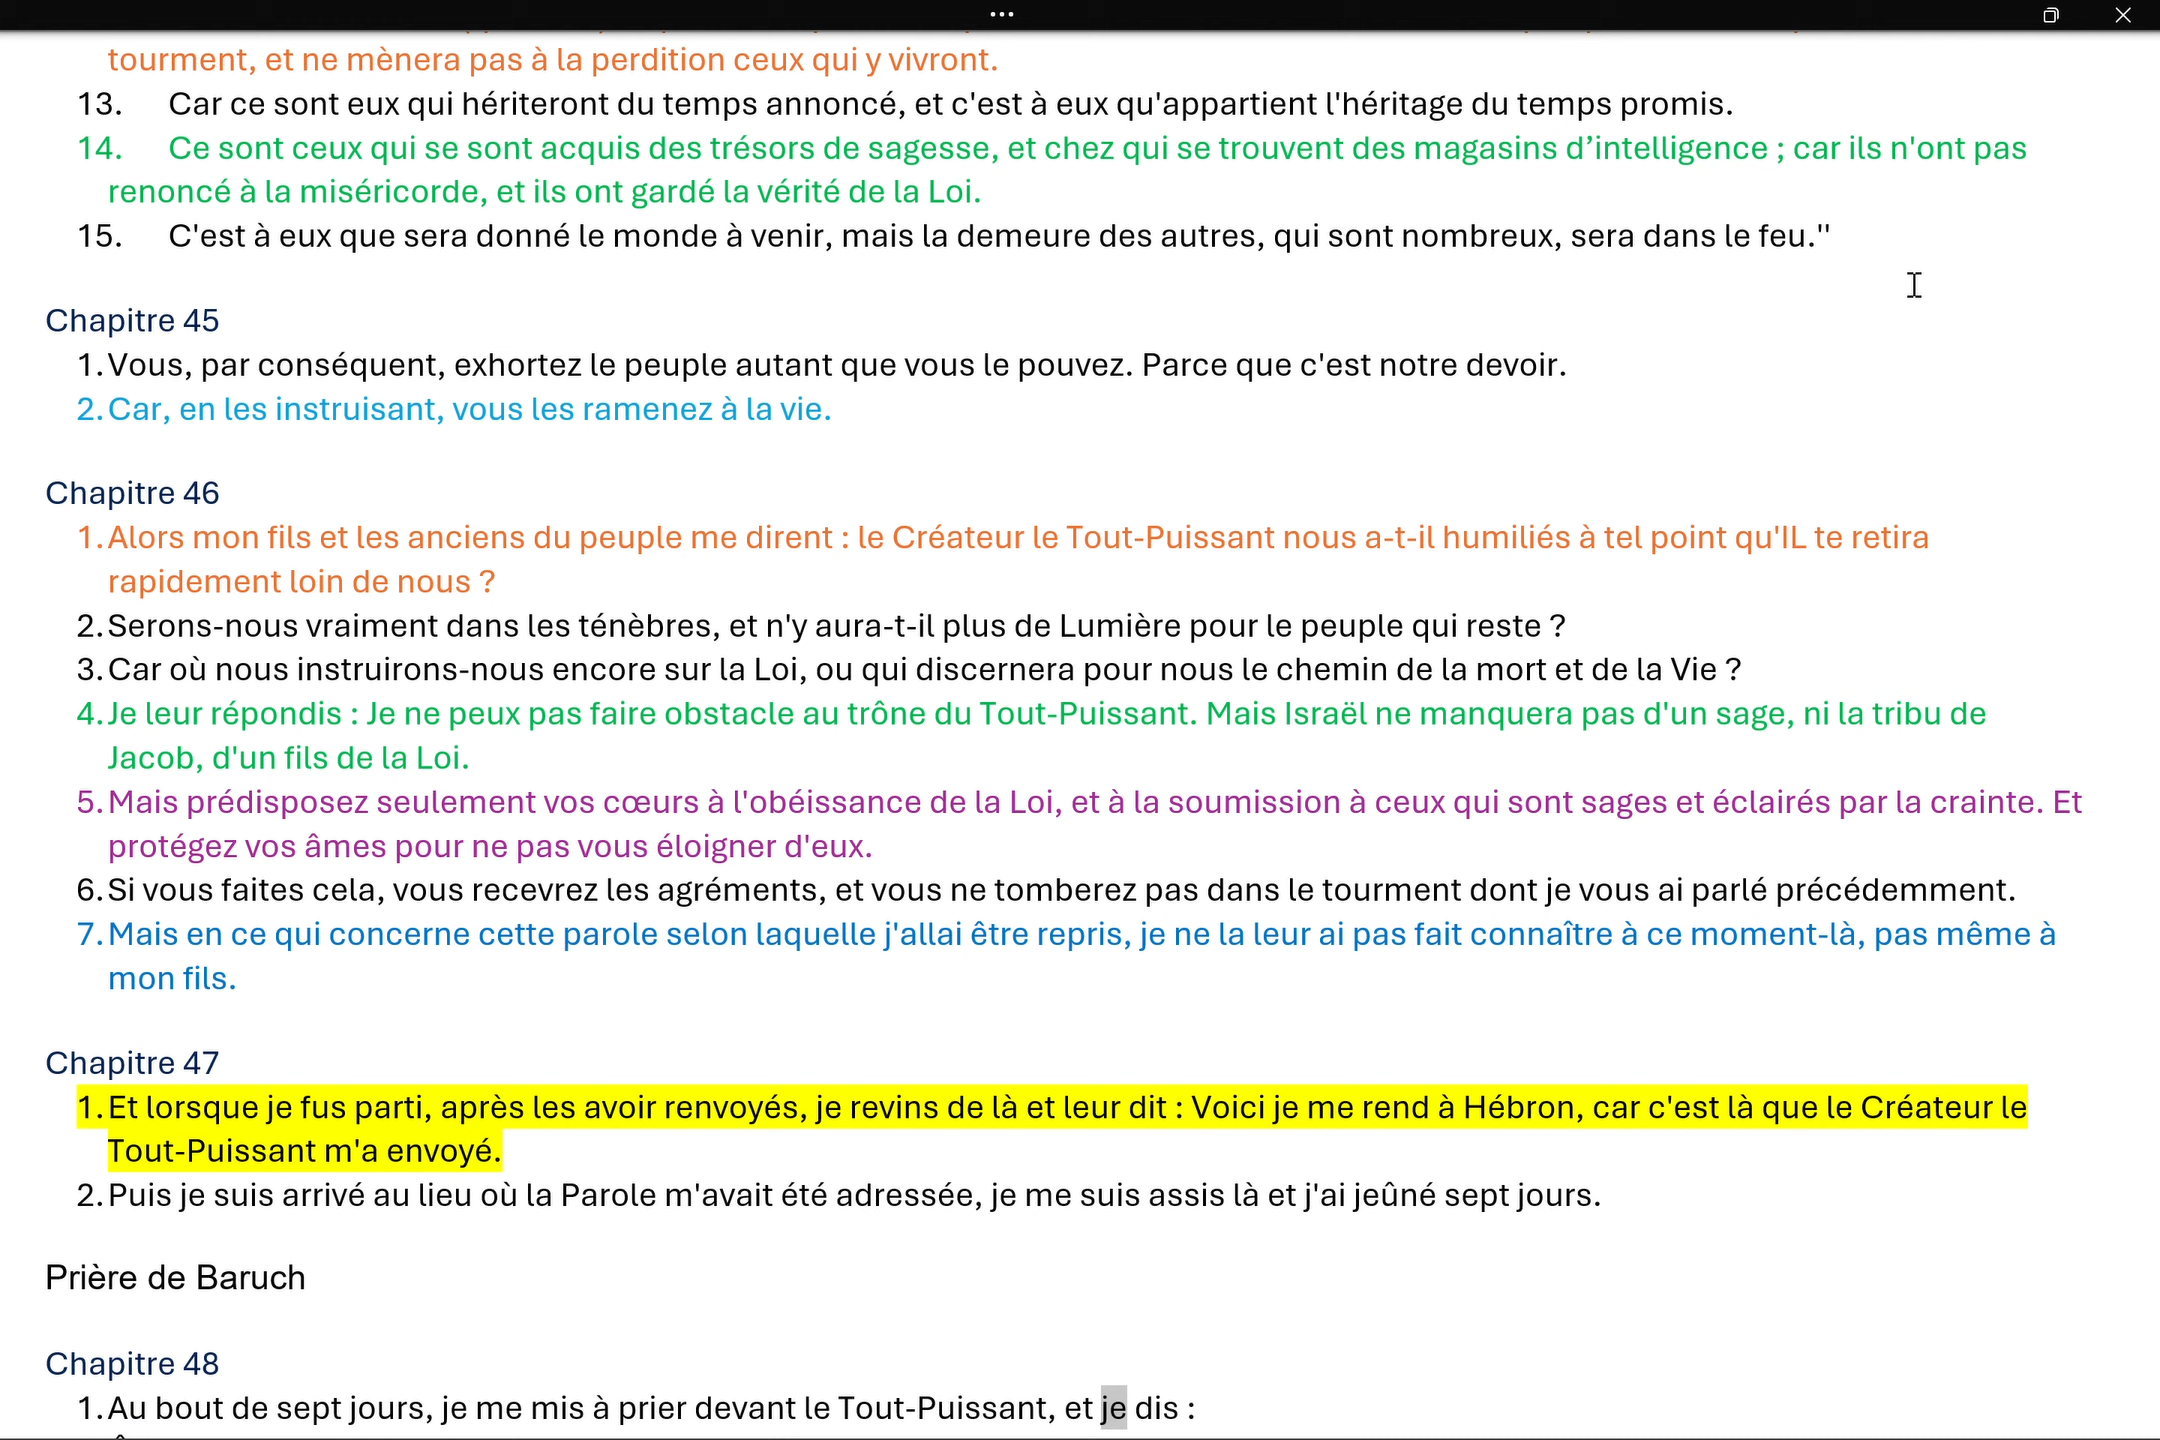 tourment, et ne mènera pas à la perdition ceux qui y vivront.
13. Car ce sont eux qui hériteront du temps annoncé, et c'est à eux qu'appartient l'héritage du temps promis.
14. Ce sont ceux qui se sont acquis des trésors de sagesse, et chez qui se trouvent des magasins d’intelligence ; car ils n'ont pas
renoncé à la miséricorde, et ils ont gardé la vérité de la Loi.
15. C'est à eux que sera donné le monde à venir, mais la demeure des autres, qui sont nombreux, sera dans le feu."
Chapitre 45
1. Vous, par conséquent, exhortez le peuple autant que vous le pouvez. Parce que c'est notre devoir.
2. Car, en les instruisant, vous les ramenez à la vie.
Chapitre 46
1. Alors mon fils et les anciens du peuple me dirent : le Créateur le Tout-Puissant nous a-t-il humiliés à tel point qu'IL te retira
rapidement loin de nous ?
2. Serons-nous vraiment dans les ténèbres, et n'y aura-t-il plus de Lumière pour le peuple qui reste ?
3. Car où nous instruirons-nous encore sur la Loi, ou qui discernera pour nous le chemin de la mort et de la Vie ?
4. Je leur répondis : Je ne peux pas faire obstacle au trône du Tout-Puissant. Mais Israël ne manquera pas d'un sage, ni la tribu de
Jacob, d'un fils de la Loi.
5. Mais prédisposez seulement vos cœurs à l'obéissance de la Loi, et à la soumission à ceux qui sont sages et éclairés par la crainte. Et
protégez vos âmes pour ne pas vous éloigner d'eux.
6. Si vous faites cela, vous recevrez les agréments, et vous ne tomberez pas dans le tourment dont je vous ai parlé précédemment.
7. Mais en ce qui concerne cette parole selon laquelle j'allai être repris, je ne la leur ai pas fait connaître à ce moment-là, pas même à
mon fils.
Chapitre 47
1. Et lorsque je fus parti, après les avoir renvoyés, je revins de là et leur dit : Voici je me rend à Hébron, car c'est là que le Créateur le
Tout-Puissant m'a envoyé.
2. Puis je suis arrivé au lieu où la Parole m'avait été adressée, je me suis assis là et j'ai jeûné sept jours.
Prière de Baruch
Chapitre 48
1. Au bout de sept jours, je me mis à prier devant le Tout-Puissant, et je dis :